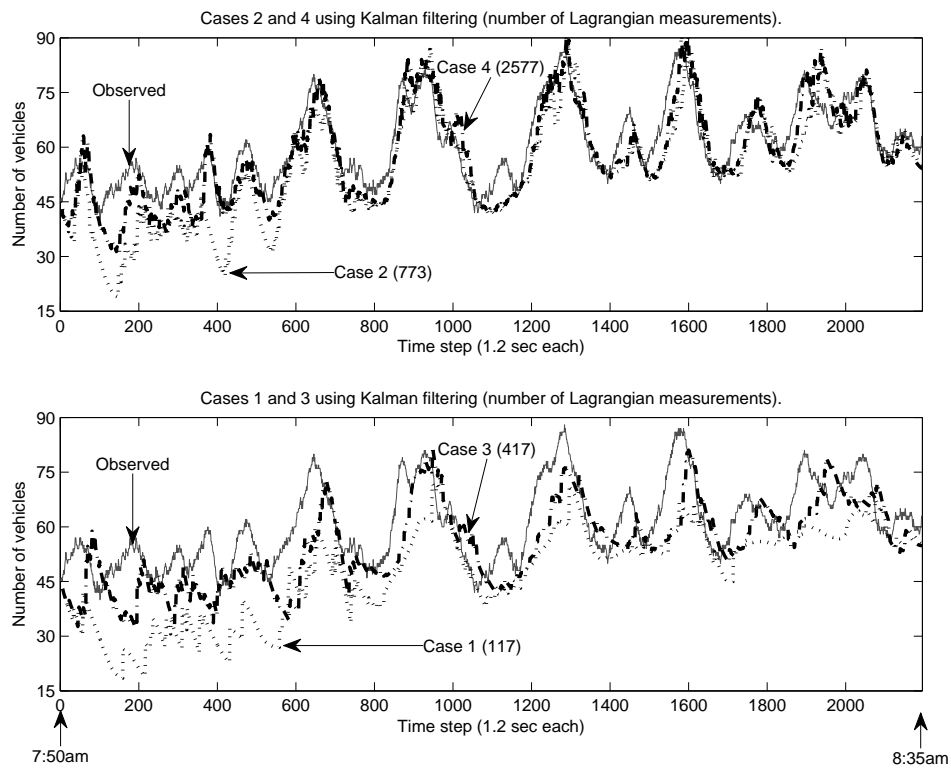 Cases 2 and 4 using Kalman filtering (number of Lagrangian measurements).
90
75
60
45
30
15
Number of vehicles
Observed
Case 4 (2577)
Case 2 (773)
0 200 400 600 800 1000 1200 1400 1600 1800 2000
Time step (1.2 sec each)
Cases 1 and 3 using Kalman filtering (number of Lagrangian measurements).
90
75
60
45
30
15
Number of vehicles
Observed
Case 3 (417)
Case 1 (117)
0 200 400 600 800 1000 1200 1400 1600 1800 2000
Time step (1.2 sec each)
7:50am
8:35am